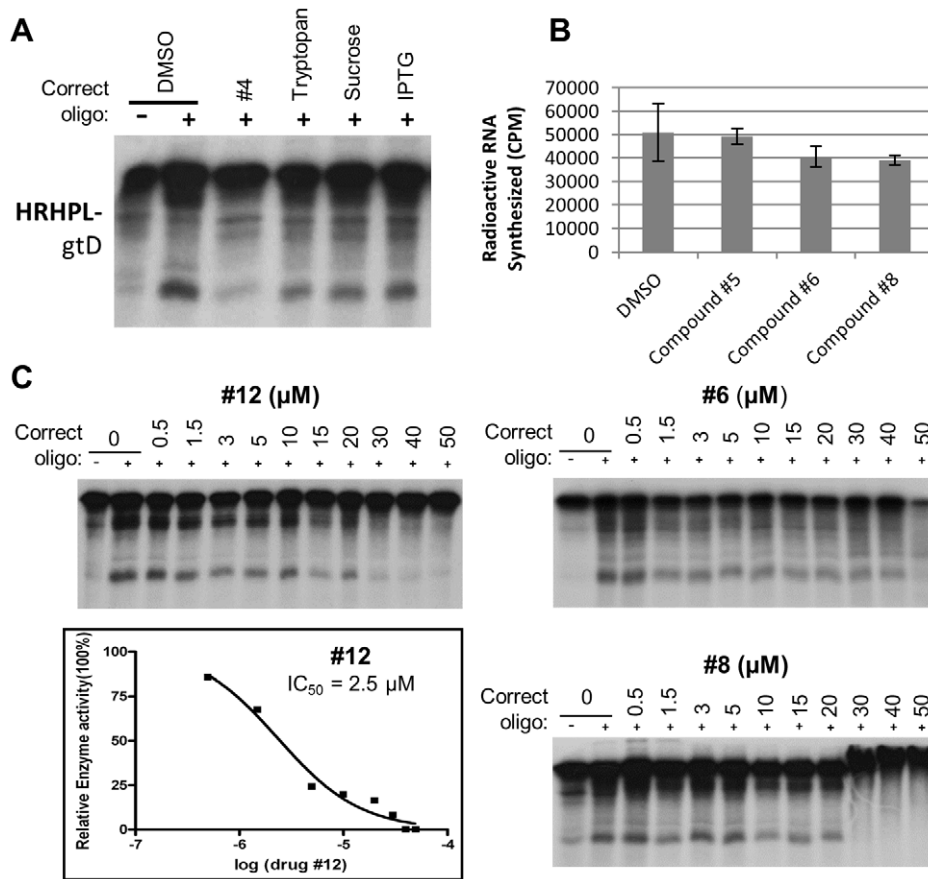 A
Correct
oligo:
DMSO
#4
Tryptopan
Sucrose
IPTG
- + + + + +
HRHPL-
gtD
B
Radioactive RNA
Synthesized (CPM)
70000
60000
50000
40000
30000
20000
10000
0
DMSO
Compound #5
Compound #6
Compound #8
C
#12 (µM)
Correct
oligo:
0 0.5 1.5 3 5 10 15 20 30 40 50
- + + + + + + + + + + +
#6 (µM)
Correct
oligo:
0 0.5 1.5 3 5 10 15 20 30 40 50
- + + + + + + + + + + +
Relative Enzyme activity(100%)
100
75
50
25
0
#12
IC50 = 2.5 µM
-7 -6 -5 -4
log (drug #12)
#8 (µM)
Correct
oligo:
0 0.5 1.5 3 5 10 15 20 30 40 50
- + + + + + + + + + + +